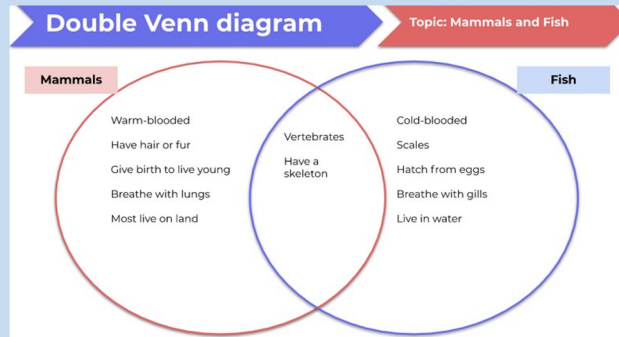 Double Venn diagram
Topic: Mammals and Fish
Mammals
Fish
Warm-blooded
Have hair or fur
Give birth to live young
Breathe with lungs
Most live on land
Vertebrates
Have a
skeleton
Cold-blooded
Scales
Hatch from eggs
Breathe with gills
Live in water